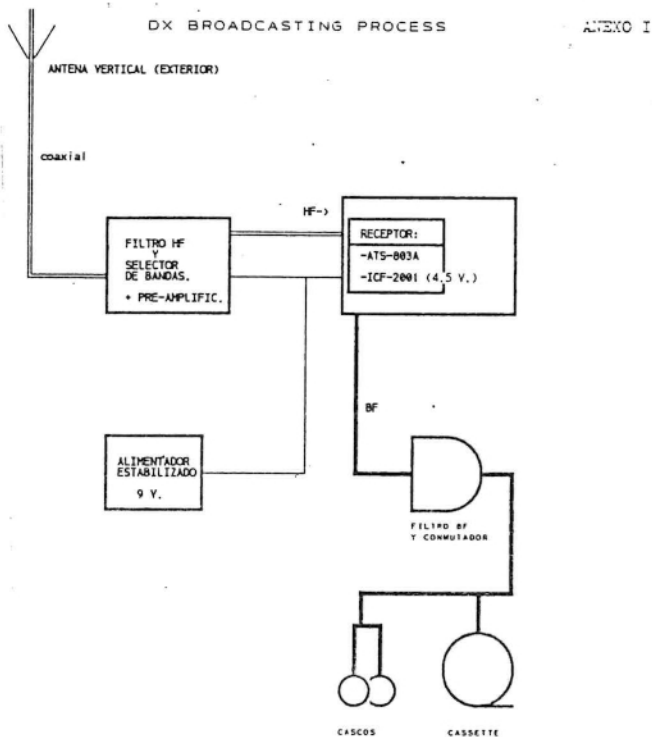 DX BROADCASTING PROCESS
ANEXO I
ANTENA VERTICAL (EXTERIOR)
coaxial
HF->
FILTRO HF
Y
SELECTOR
DE BANDAS.
+ PRE-AMPLIFIC.
RECEPTOR:
-ATS-803A
-ICF-2001 (4.5 V.)
BF
ALIMENTADOR
ESTABILIZADO
9 V.
FILTRO BF
Y CONMUTADOR
CASCOS
CASSETTE